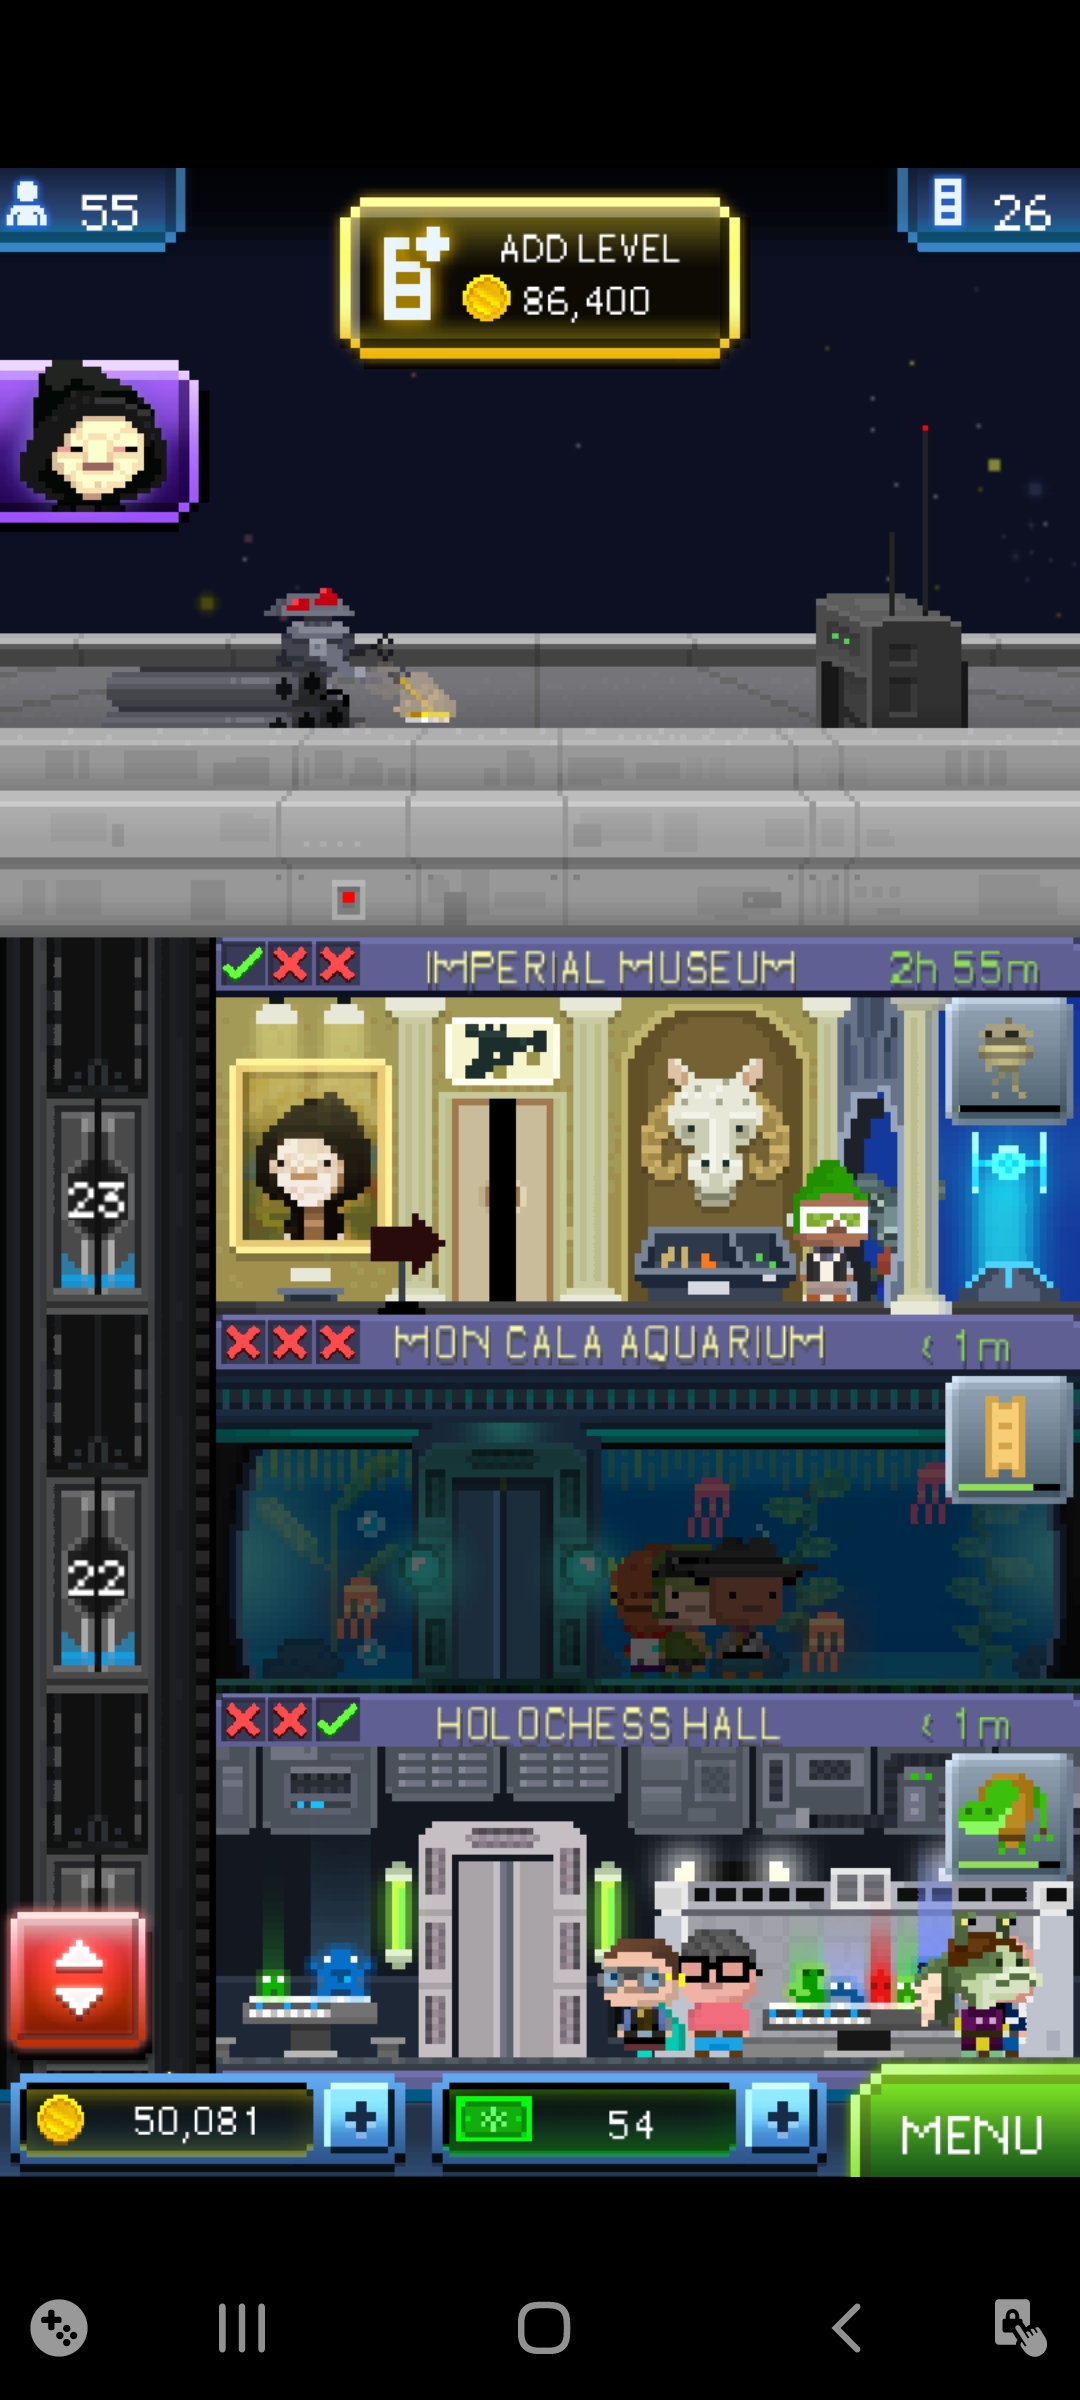 55
ADD LEVEL
86,400
26
IMPERIAL MUSEUM 2h 55m
23
MON CALA AQUARIUM < 1m
22
HOLOCHESS HALL < 1m
50,081
54
MENU